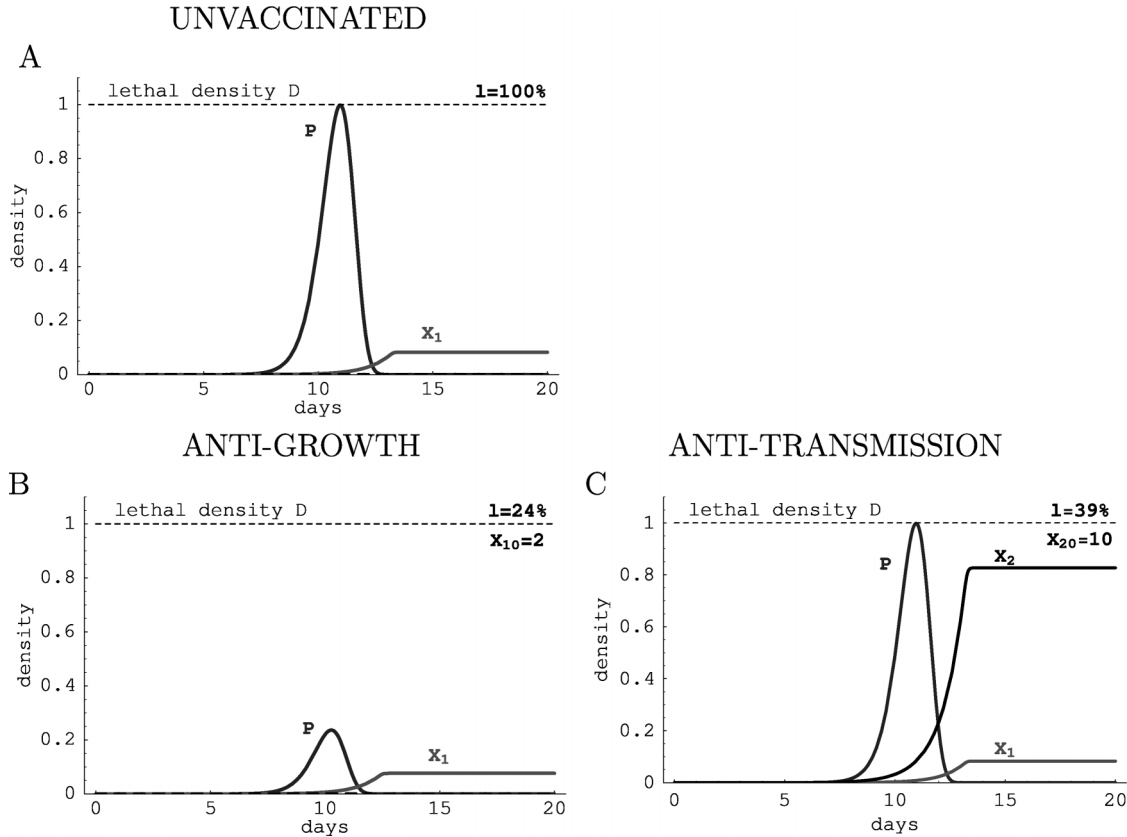 UNVACCINATED
A
lethal density D
l=100%
1
P
0.8
0.6
density
0.4
0.2
X₁
0
0 5 10 15 20
days
ANTI-GROWTH
B
lethal density D
l=24%
1
X₁₀=2
0.8
0.6
density
0.4
0.2
P
X₁
0
0 5 10 15 20
days
ANTI-TRANSMISSION
C
lethal density D
l=39%
1
X₂₀=10
P
X₂
0.8
0.6
density
0.4
0.2
X₁
0
0 5 10 15 20
days